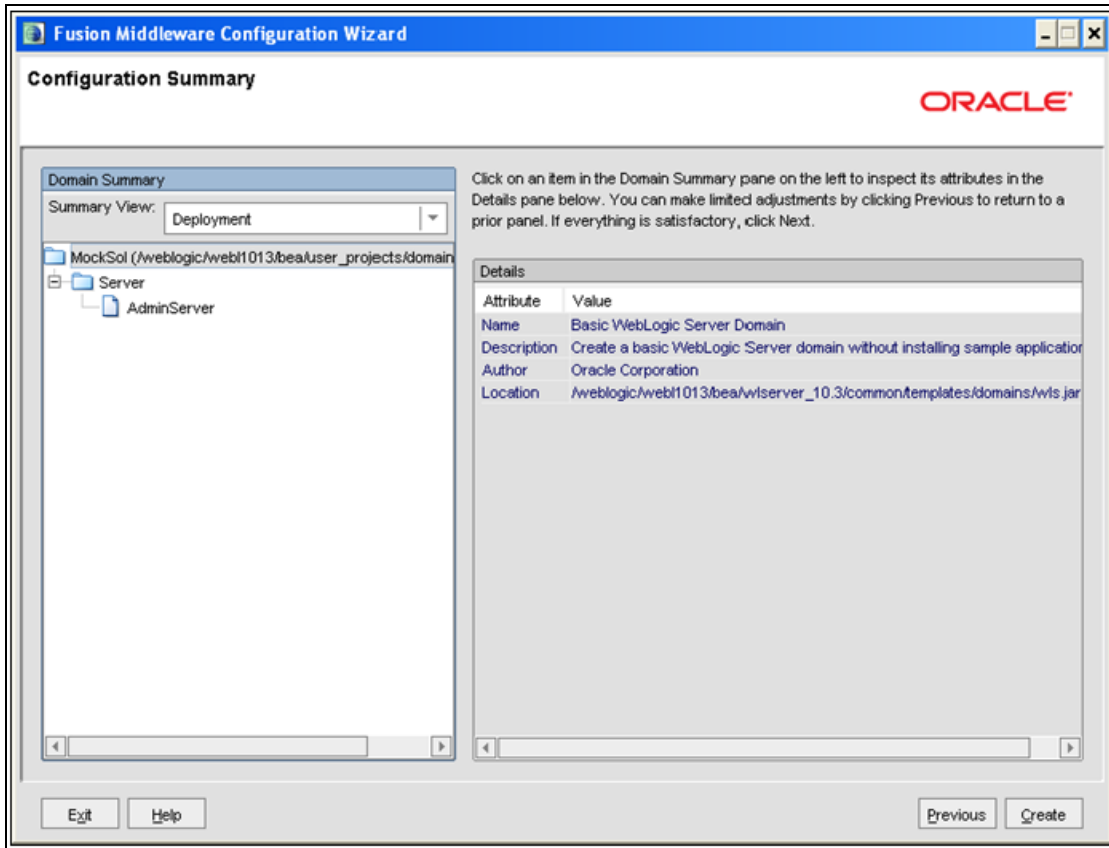 Fusion Middleware Configuration Wizard
Configuration Summary
ORACLE
Domain Summary
Summary View:
Deployment
MockSol (/weblogic/webl1013/bea/user_projects/domain
Server
AdminServer
Click on an item in the Domain Summary pane on the left to inspect its attributes in the
Details pane below. You can make limited adjustments by clicking Previous to return to a
prior panel. If everything is satisfactory, click Next.
Details
Attribute Value
Name Basic WebLogic Server Domain
Description Create a basic WebLogic Server domain without installing sample application
Author Oracle Corporation
Location /weblogic/webl1013/bea/wlserver_10.3/common/templates/domains/wls.jar
Exit
Help
Previous
Create